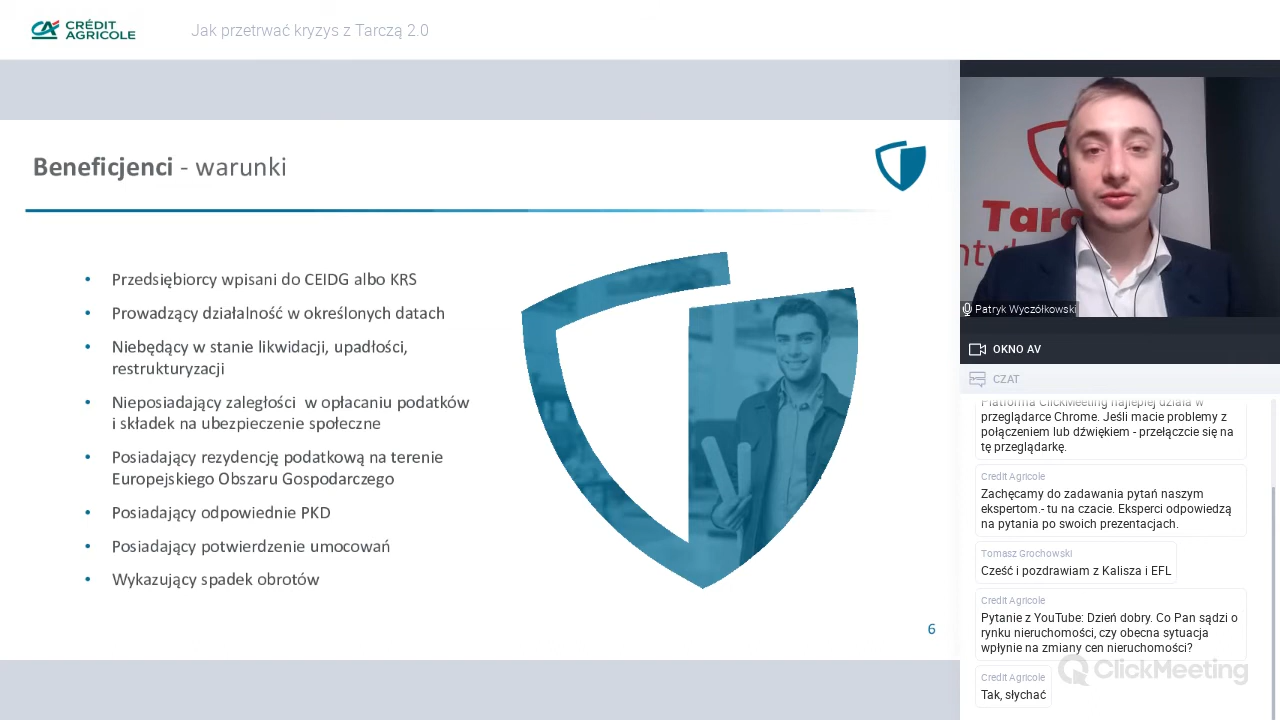 CRÉDIT
AGRICOLE
Jak przetrwać kryzys z Tarczą 2.0
Beneficjenci - warunki
• Przedsiębiorcy wpisani do CEIDG albo KRS
• Prowadzący działalność w określonych datach
• Niebędący w stanie likwidacji, upadłości,
restrukturyzacji
• Nieposiadający zaległości w opłacaniu podatków
i składek na ubezpieczenie społeczne
• Posiadający rezydencję podatkową na terenie
Europejskiego Obszaru Gospodarczego
• Posiadający odpowiednie PKD
• Posiadający potwierdzenie umocowań
• Wykazujący spadek obrotów
6
Patryk Wyczółkowski
OKNO AV
CZAT
Platforma ClickMeeting najlepiej działa w
przeglądarce Chrome. Jeśli macie problemy z
połączeniem lub dźwiękiem - przełączcie się na
tę przeglądarkę.
Credit Agricole
Zachęcamy do zadawania pytań naszym
ekspertom.- tu na czacie. Eksperci odpowiedzą
na pytania po swoich prezentacjach.
Tomasz Grochowski
Cześć i pozdrawiam z Kalisza i EFL
Credit Agricole
Pytanie z YouTube: Dzień dobry. Co Pan sądzi o
rynku nieruchomości, czy obecna sytuacja
wpłynie na zmiany cen nieruchomości?
Credit Agricole
Tak, słychać
ClickMeeting